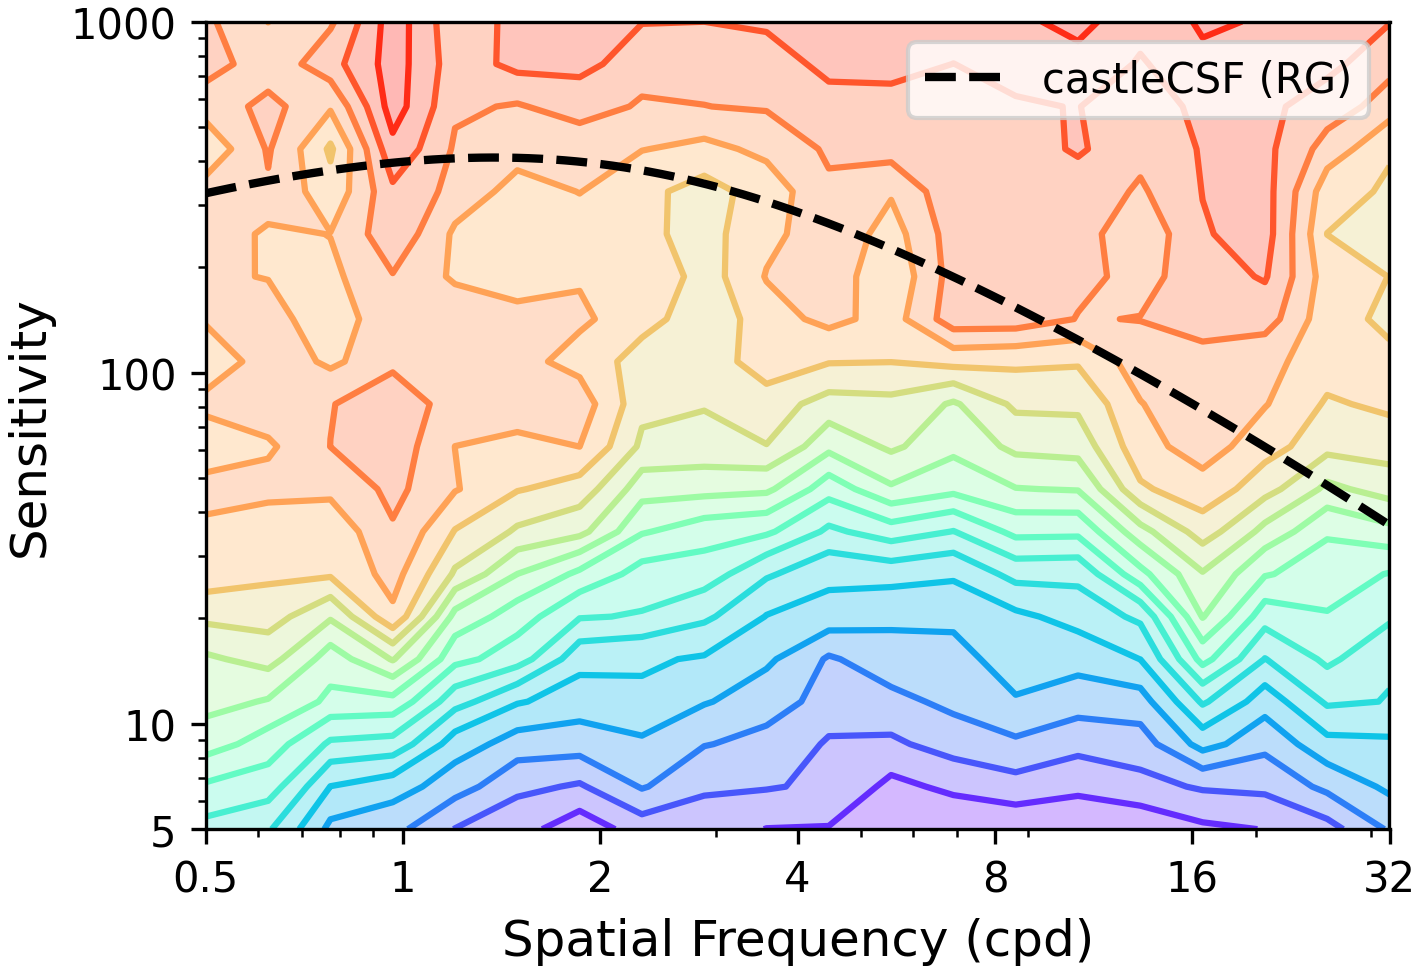 1000
castleCSF (RG)
100
10
5
Sensitivity
0.5 1 2 4 8 16 32
Spatial Frequency (cpd)